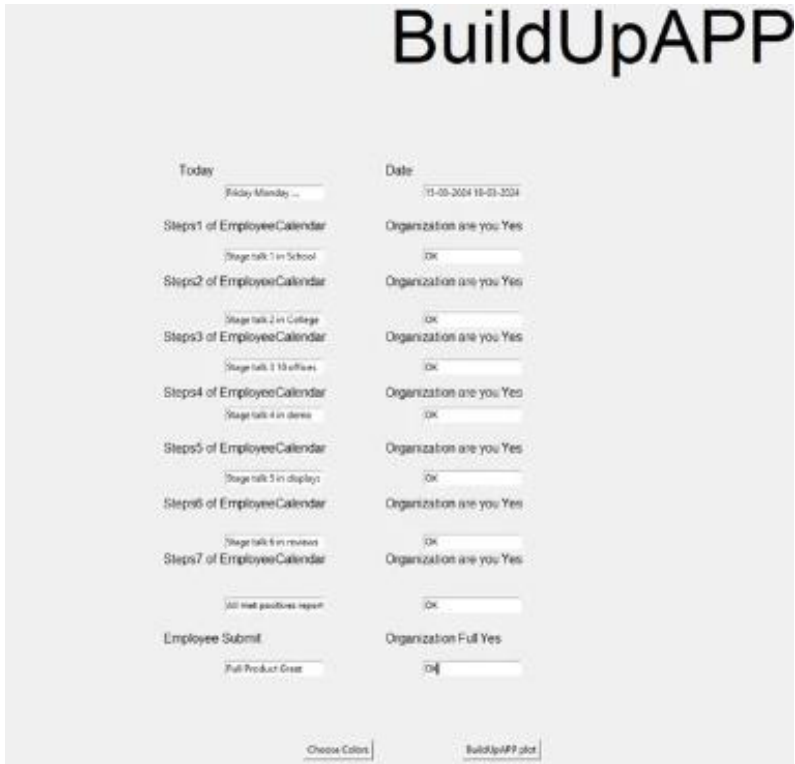 BuildUpAPP
Today Date
Friday Monday ... 15-03-2024 18-03-2024
Steps1 of EmployeeCalendar Organization are you Yes
Stage talk 1 in School OK
Steps2 of EmployeeCalendar Organization are you Yes
Stage talk 2 in College OK
Steps3 of EmployeeCalendar Organization are you Yes
Stage talk 3 10 offices OK
Steps4 of EmployeeCalendar Organization are you Yes
Stage talk 4 in demo OK
Steps5 of EmployeeCalendar Organization are you Yes
Stage talk 5 in displays OK
Steps6 of EmployeeCalendar Organization are you Yes
Stage talk 6 in reviews OK
Steps7 of EmployeeCalendar Organization are you Yes
All met positives report OK
Employee Submit Organization Full Yes
Full Product Great OK
Choose Colors BuildUpAPP plot